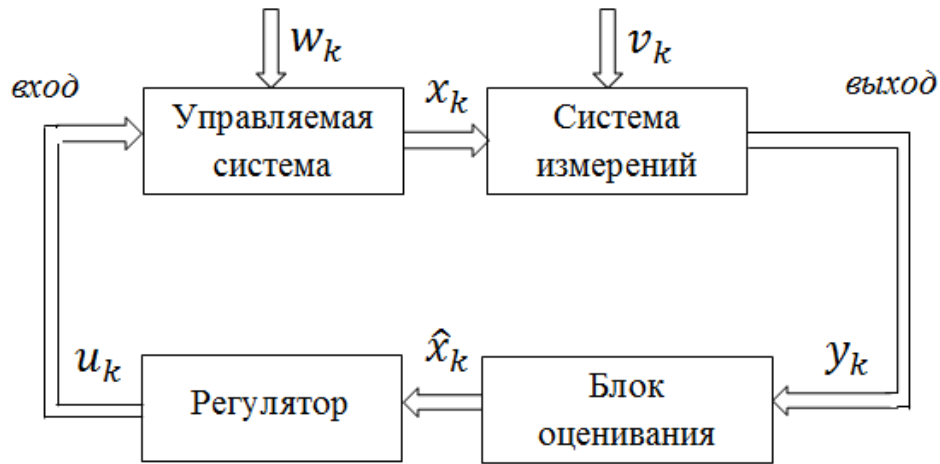 w_k
v_k
вход
x_k
выход
Управляемая
система
Система
измерений
u_k
x̂_k
y_k
Регулятор
Блок
оценивания